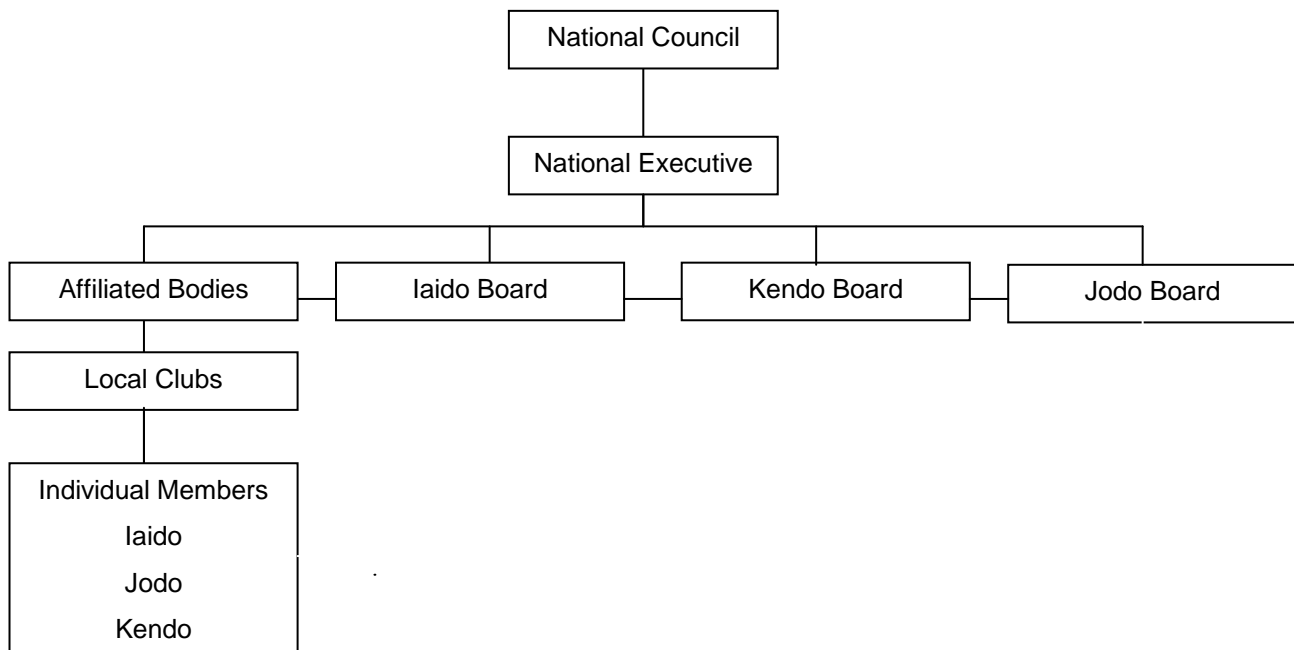 National Council
National Executive
Affiliated Bodies
Iaido Board
Kendo Board
Jodo Board
Local Clubs
Individual Members
Iaido
Jodo
Kendo